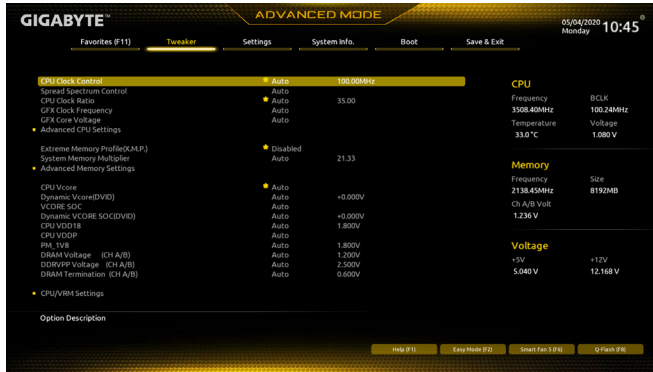 GIGABYTE™
ADVANCED MODE
05/04/2020
Monday
10:45
Favorites (F11) Tweaker Settings System Info. Boot Save & Exit
CPU Clock Control Auto 100.00MHz
Spread Spectrum Control Auto
CPU Clock Ratio Auto 35.00
GFX Clock Frequency Auto
GFX Core Voltage Auto
Advanced CPU Settings
Extreme Memory Profile(X.M.P.) Disabled
System Memory Multiplier Auto 21.33
Advanced Memory Settings
CPU Vcore Auto
Dynamic Vcore(DVID) Auto +0.000V
VCORE SOC Auto
Dynamic VCORE SOC(DVID) Auto +0.000V
CPU VDD18 Auto 1.800V
CPU VDDP Auto
PM_1V8 Auto 1.800V
DRAM Voltage (CH A/B) Auto 1.200V
DDRVPP Voltage (CH A/B) Auto 2.500V
DRAM Termination (CH A/B) Auto 0.600V
CPU/VRM Settings
Option Description
CPU
Frequency BCLK
3508.40MHz 100.24MHz
Temperature Voltage
33.0 °C 1.080 V
Memory
Frequency Size
2138.45MHz 8192MB
Ch A/B Volt
1.236 V
Voltage
+5V +12V
5.040 V 12.168 V
Help (F1) Easy Mode (F2) Smart Fan 5 (F6) Q-Flash (F8)